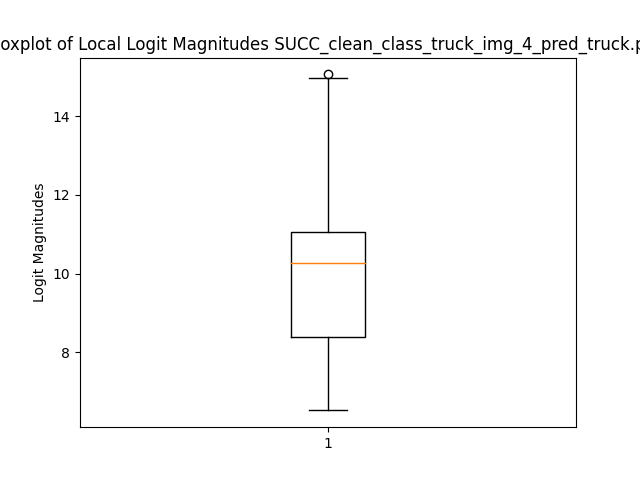 oxplot of Local Logit Magnitudes SUCC_clean_class_truck_img_4_pred_truck.p
14
12
10
8
Logit Magnitudes
1